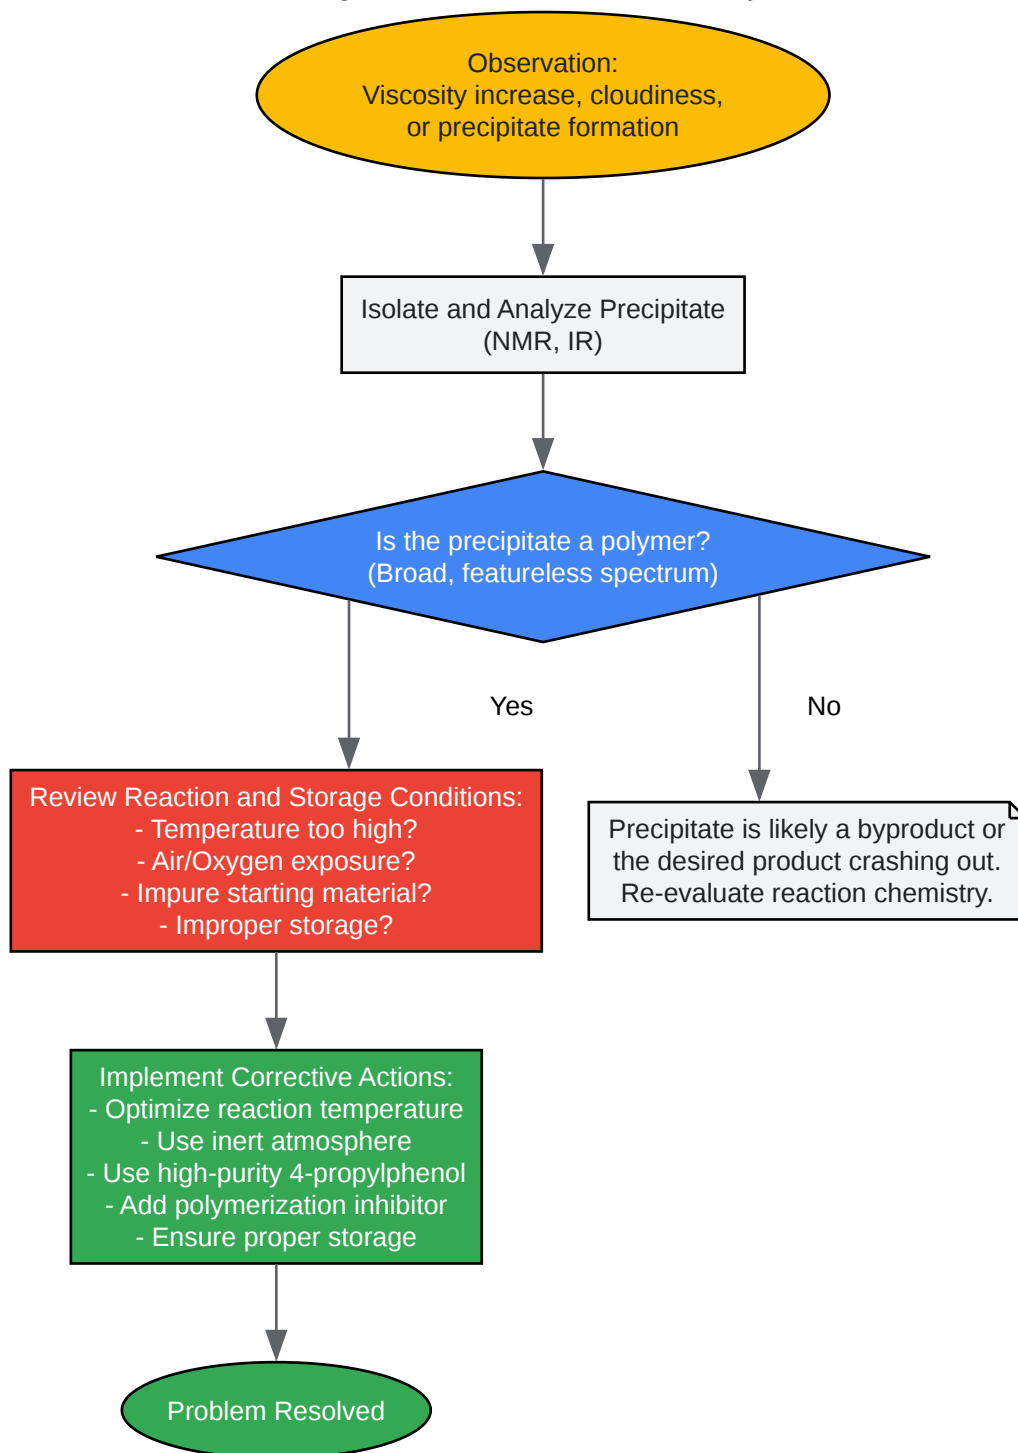 Observation:
Viscosity increase, cloudiness,
or precipitate formation
Isolate and Analyze Precipitate
(NMR, IR)
Is the precipitate a polymer?
(Broad, featureless spectrum)
Yes
No
Review Reaction and Storage Conditions:
- Temperature too high?
- Air/Oxygen exposure?
- Impure starting material?
- Improper storage?
Precipitate is likely a byproduct or
the desired product crashing out.
Re-evaluate reaction chemistry.
Implement Corrective Actions:
- Optimize reaction temperature
- Use inert atmosphere
- Use high-purity 4-propylphenol
- Add polymerization inhibitor
- Ensure proper storage
Problem Resolved